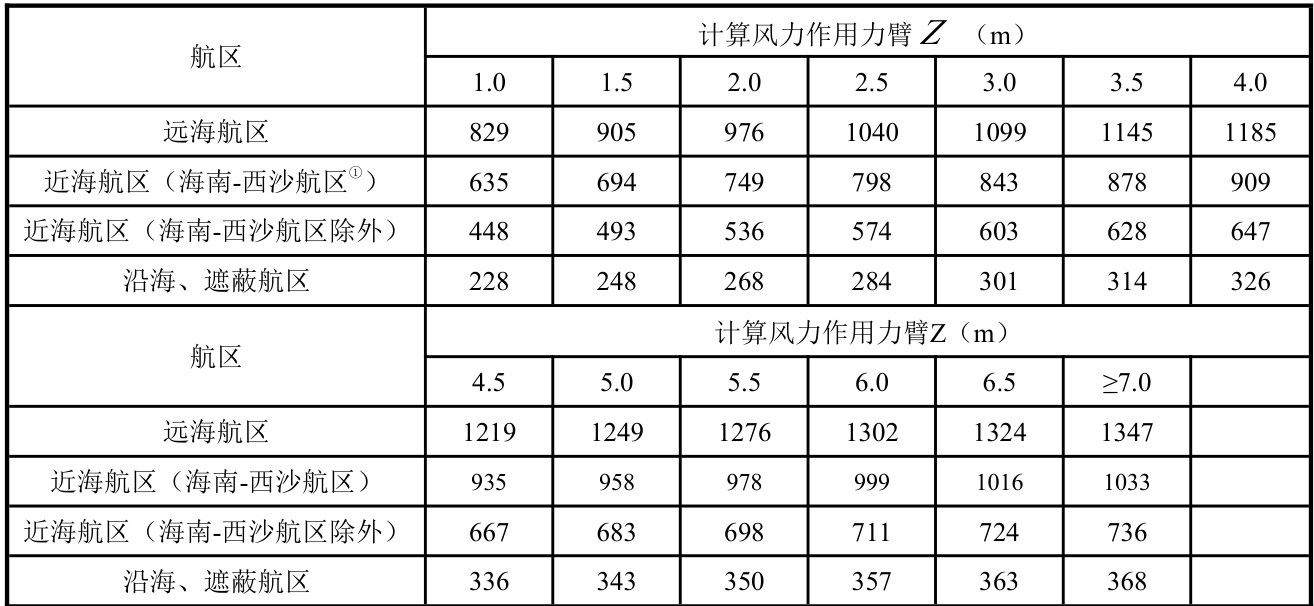 航区 计算风力作用力臂 Z （m）
1.0 1.5 2.0 2.5 3.0 3.5 4.0
远海航区 829 905 976 1040 1099 1145 1185
近海航区（海南-西沙航区①） 635 694 749 798 843 878 909
近海航区（海南-西沙航区除外） 448 493 536 574 603 628 647
沿海、遮蔽航区 228 248 268 284 301 314 326
航区 计算风力作用力臂Z（m）
4.5 5.0 5.5 6.0 6.5 ≥7.0
远海航区 1219 1249 1276 1302 1324 1347
近海航区（海南-西沙航区） 935 958 978 999 1016 1033
近海航区（海南-西沙航区除外） 667 683 698 711 724 736
沿海、遮蔽航区 336 343 350 357 363 368